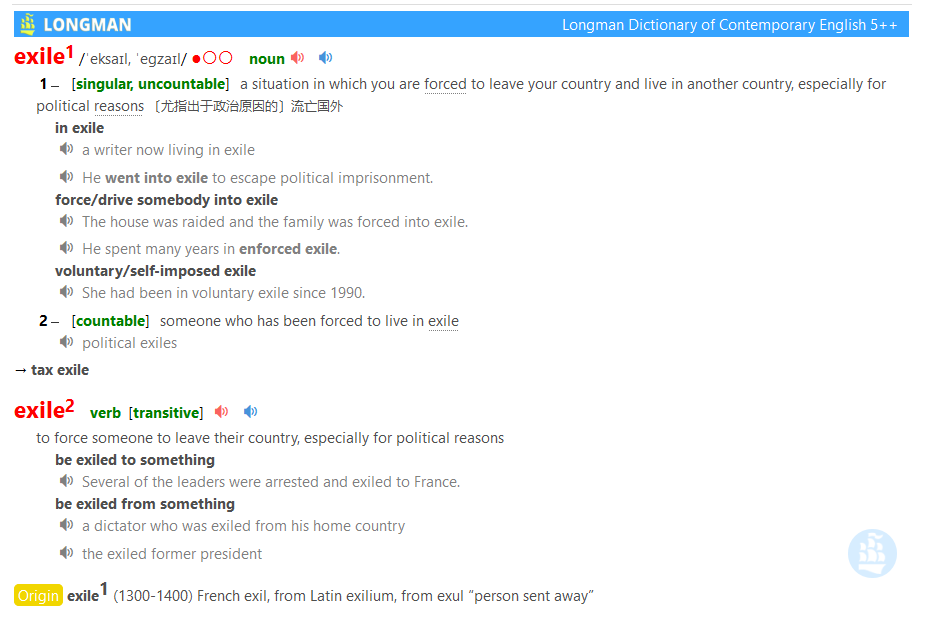 LONGMAN Longman Dictionary of Contemporary English 5++
exile1 /ˈeksaɪl, ˈegzaɪl/ ●○○ noun
1 – [singular, uncountable] a situation in which you are forced to leave your country and live in another country, especially for
political reasons 〔尤指出于政治原因的〕流亡国外
in exile
a writer now living in exile
He went into exile to escape political imprisonment.
force/drive somebody into exile
The house was raided and the family was forced into exile.
He spent many years in enforced exile.
voluntary/self-imposed exile
She had been in voluntary exile since 1990.
2 – [countable] someone who has been forced to live in exile
political exiles
→ tax exile
exile2 verb [transitive]
to force someone to leave their country, especially for political reasons
be exiled to something
Several of the leaders were arrested and exiled to France.
be exiled from something
a dictator who was exiled from his home country
the exiled former president
Origin exile1 (1300-1400) French exil, from Latin exilium, from exul “person sent away”